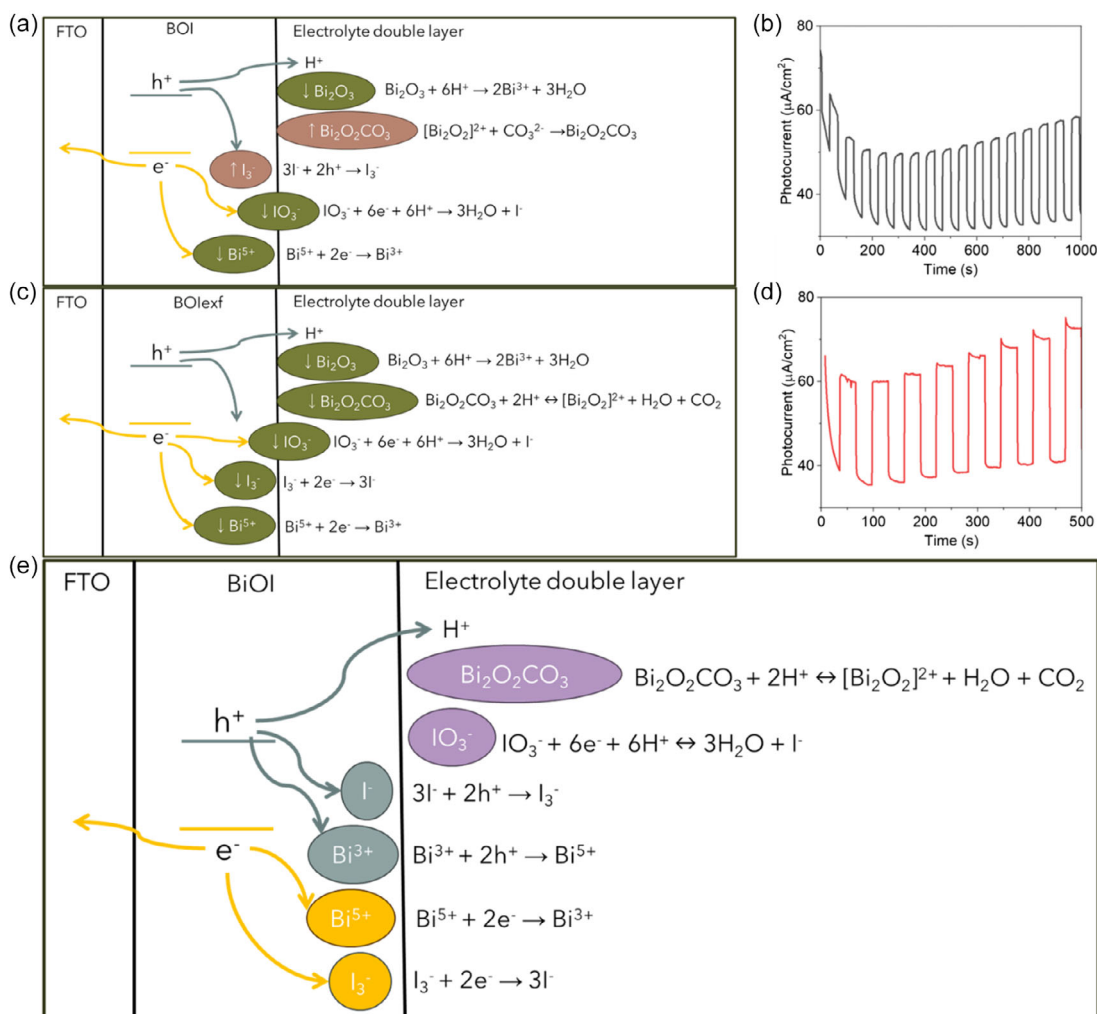 (a)
FTO
BOI
Electrolyte double layer
h⁺
H⁺
↓ Bi₂O₃
Bi₂O₃ + 6H⁺ → 2Bi³⁺ + 3H₂O
↑ Bi₂O₂CO₃
[Bi₂O₂]²⁺ + CO₃²⁻ →Bi₂O₂CO₃
e⁻
↑ I₃⁻
3I⁻ + 2h⁺ → I₃⁻
↓ IO₃⁻
IO₃⁻ + 6e⁻ + 6H⁺ → 3H₂O + I⁻
↓ Bi⁵⁺
Bi⁵⁺ + 2e⁻ → Bi³⁺
(b)
Photocurrent (μA/cm²)
80
60
40
0
200
400
600
800
1000
Time (s)
(c)
FTO
BOIexf
Electrolyte double layer
h⁺
H⁺
↓ Bi₂O₃
Bi₂O₃ + 6H⁺ → 2Bi³⁺ + 3H₂O
↓ Bi₂O₂CO₃
Bi₂O₂CO₃ + 2H⁺ ↔ [Bi₂O₂]²⁺ + H₂O + CO₂
e⁻
↓ IO₃⁻
IO₃⁻ + 6e⁻ + 6H⁺ → 3H₂O + I⁻
↓ I₃⁻
I₃⁻ + 2e⁻ → 3I⁻
↓ Bi⁵⁺
Bi⁵⁺ + 2e⁻ → Bi³⁺
(d)
Photocurrent (μA/cm²)
80
60
40
0
100
200
300
400
500
Time (s)
(e)
FTO
BiOI
Electrolyte double layer
H⁺
Bi₂O₂CO₃
Bi₂O₂CO₃ + 2H⁺ ↔ [Bi₂O₂]²⁺ + H₂O + CO₂
h⁺
IO₃⁻
IO₃⁻ + 6e⁻ + 6H⁺ ↔ 3H₂O + I⁻
I⁻
3I⁻ + 2h⁺ → I₃⁻
e⁻
Bi³⁺
Bi³⁺ + 2h⁺ → Bi⁵⁺
Bi⁵⁺
Bi⁵⁺ + 2e⁻ → Bi³⁺
I₃⁻
I₃⁻ + 2e⁻ → 3I⁻